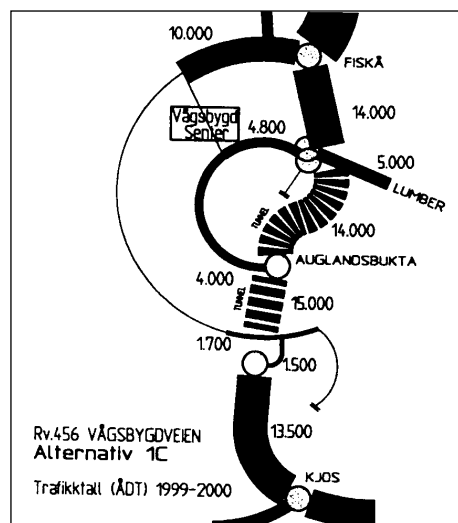 10.000
FISKÅ
Vågsbygd
Senter
4.800
14.000
5.000
LUMBER
TUNNEL
14.000
AUGLANDSBUKTA
4.000
TUNNEL
15.000
1.700
1.500
13.500
Rv.456 VÅGSBYGDVEIEN
Alternativ 1C
KJOS
Trafikktall (ÅDT) 1999-2000